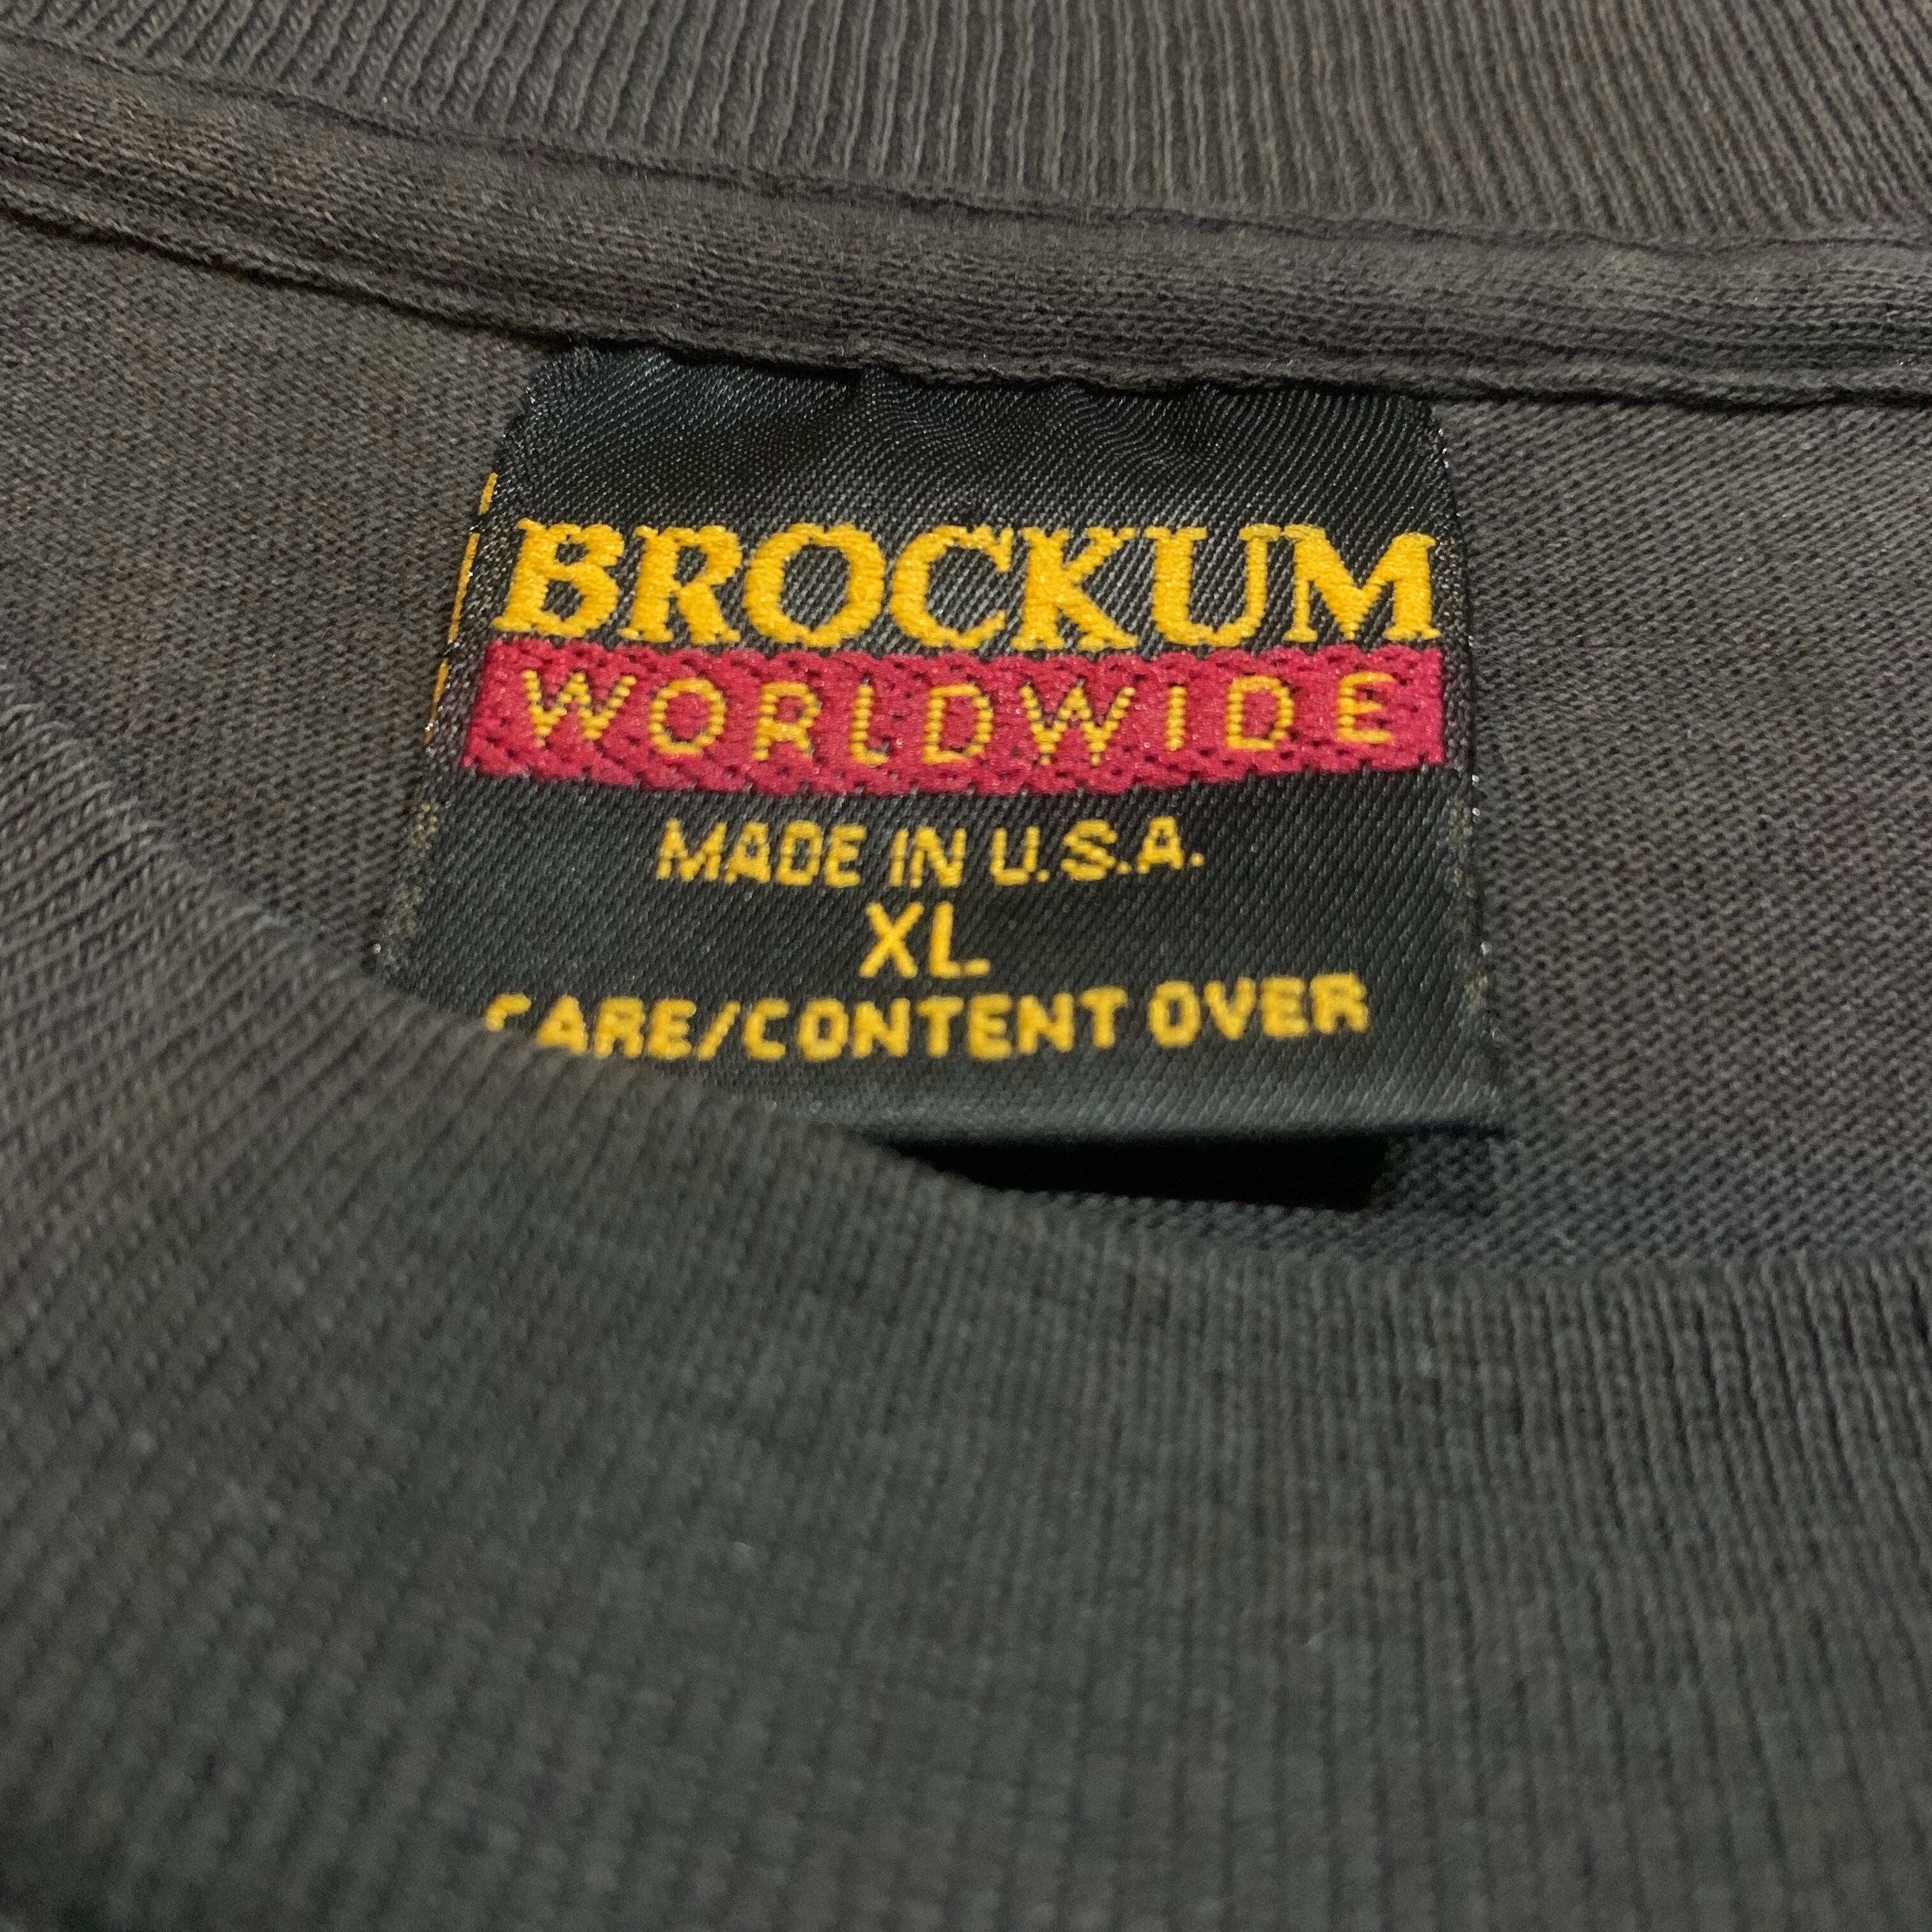 BROCKUM
WORLDWIDE
MADE IN U.S.A.
XL
CARE/CONTENT OVER